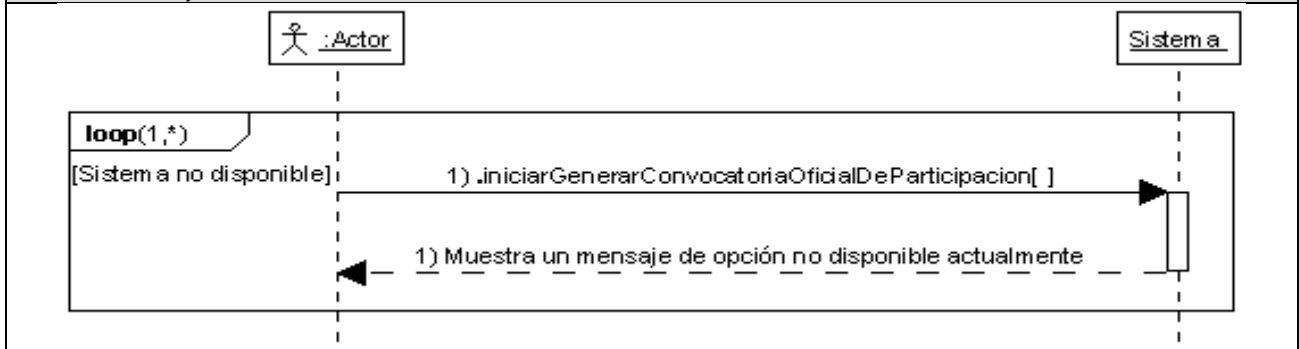 :Actor
Sistema
loop(1,*)
[Sistema no disponible]
1) .iniciarGenerarConvocatoriaOficialDeParticipacion[ ]
1) Muestra un mensaje de opción no disponible actualmente